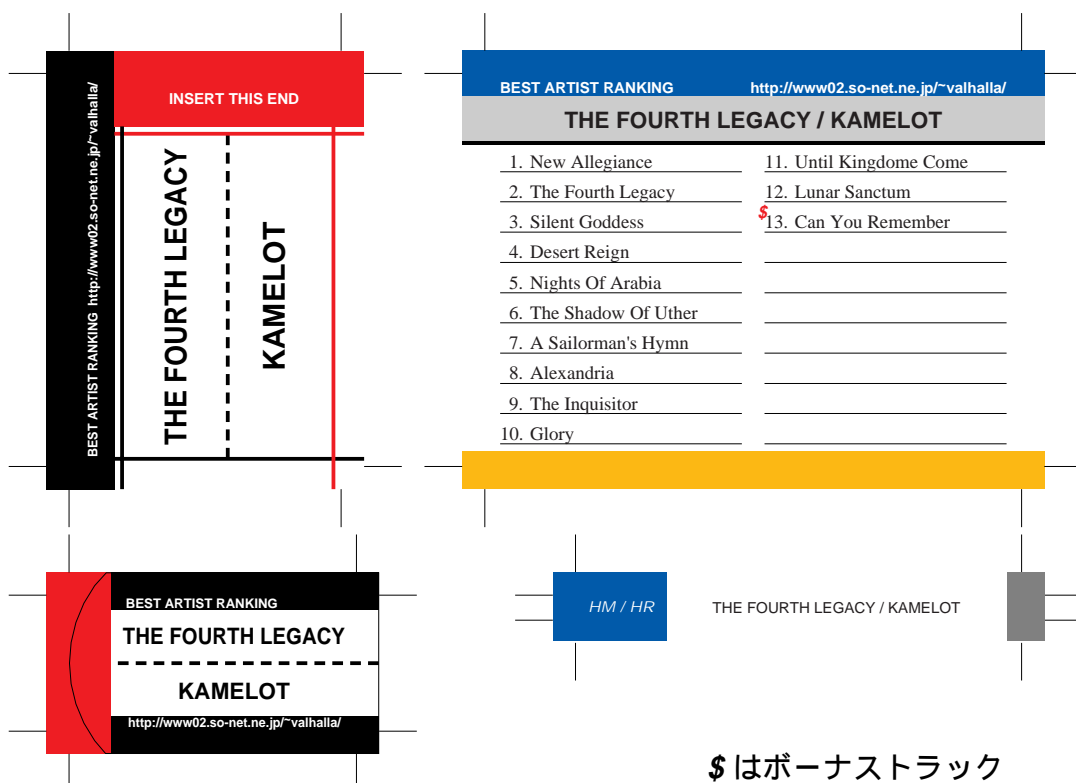 BEST ARTIST RANKING http://www02.so-net.ne.jp/~valhalla/
INSERT THIS END
THE FOURTH LEGACY
KAMELOT
BEST ARTIST RANKING http://www02.so-net.ne.jp/~valhalla/
THE FOURTH LEGACY / KAMELOT
1. New Allegiance
2. The Fourth Legacy
3. Silent Goddess
4. Desert Reign
5. Nights Of Arabia
6. The Shadow Of Uther
7. A Sailorman's Hymn
8. Alexandria
9. The Inquisitor
10. Glory
11. Until Kingdome Come
12. Lunar Sanctum
$13. Can You Remember
BEST ARTIST RANKING
THE FOURTH LEGACY
KAMELOT
http://www02.so-net.ne.jp/~valhalla/
HM / HR
THE FOURTH LEGACY / KAMELOT
$はボーナストラック